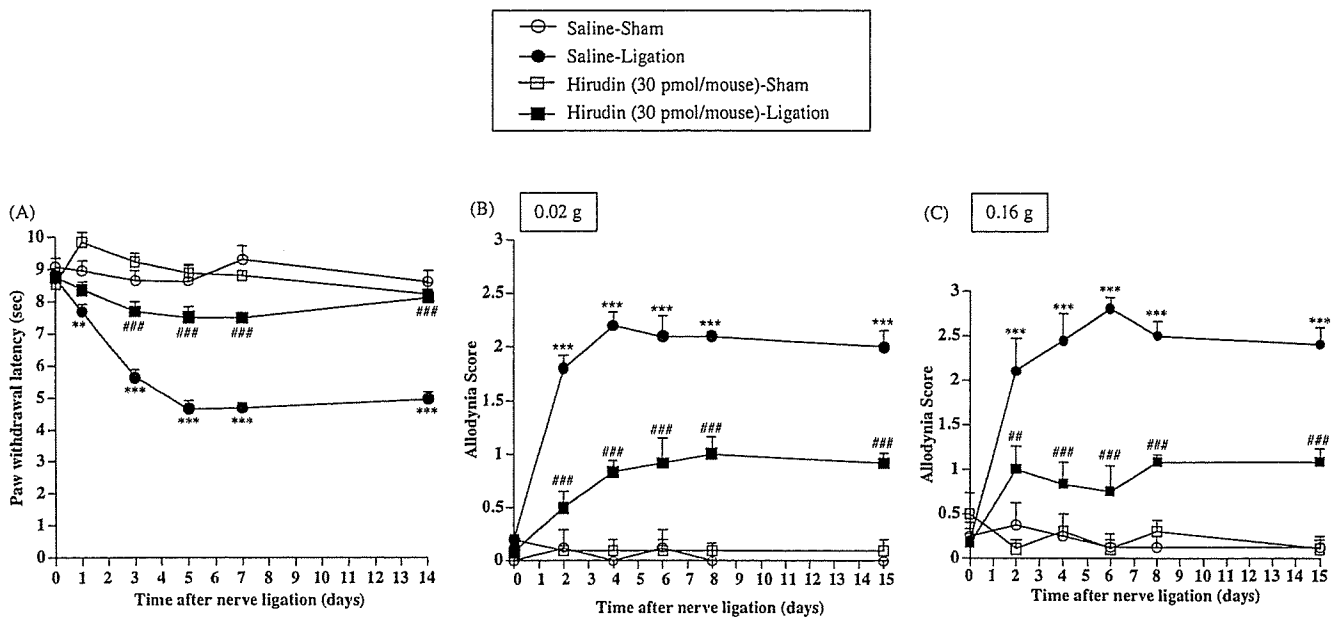 Saline-Sham
Saline-Ligation
Hirudin (30 pmol/mouse)-Sham
Hirudin (30 pmol/mouse)-Ligation
(A)
10
9
8
7
6
5
4
3
2
1
0
Paw withdrawal latency (sec)
** *** *** *** ***
### ### ### ###
0 1 2 3 4 5 6 7 8 9 10 11 12 13 14
Time after nerve ligation (days)
(B)
0.02 g
3
2.5
2
1.5
1
0.5
0
Allodynia Score
*** *** *** *** ***
### ### ### ### ###
0 1 2 3 4 5 6 7 8 9 10 11 12 13 14 15
Time after nerve ligation (days)
(C)
0.16 g
3
2.5
2
1.5
1
0.5
0
Allodynia Score
*** *** *** *** ***
## ### ### ### ###
0 1 2 3 4 5 6 7 8 9 10 11 12 13 14 15
Time after nerve ligation (days)